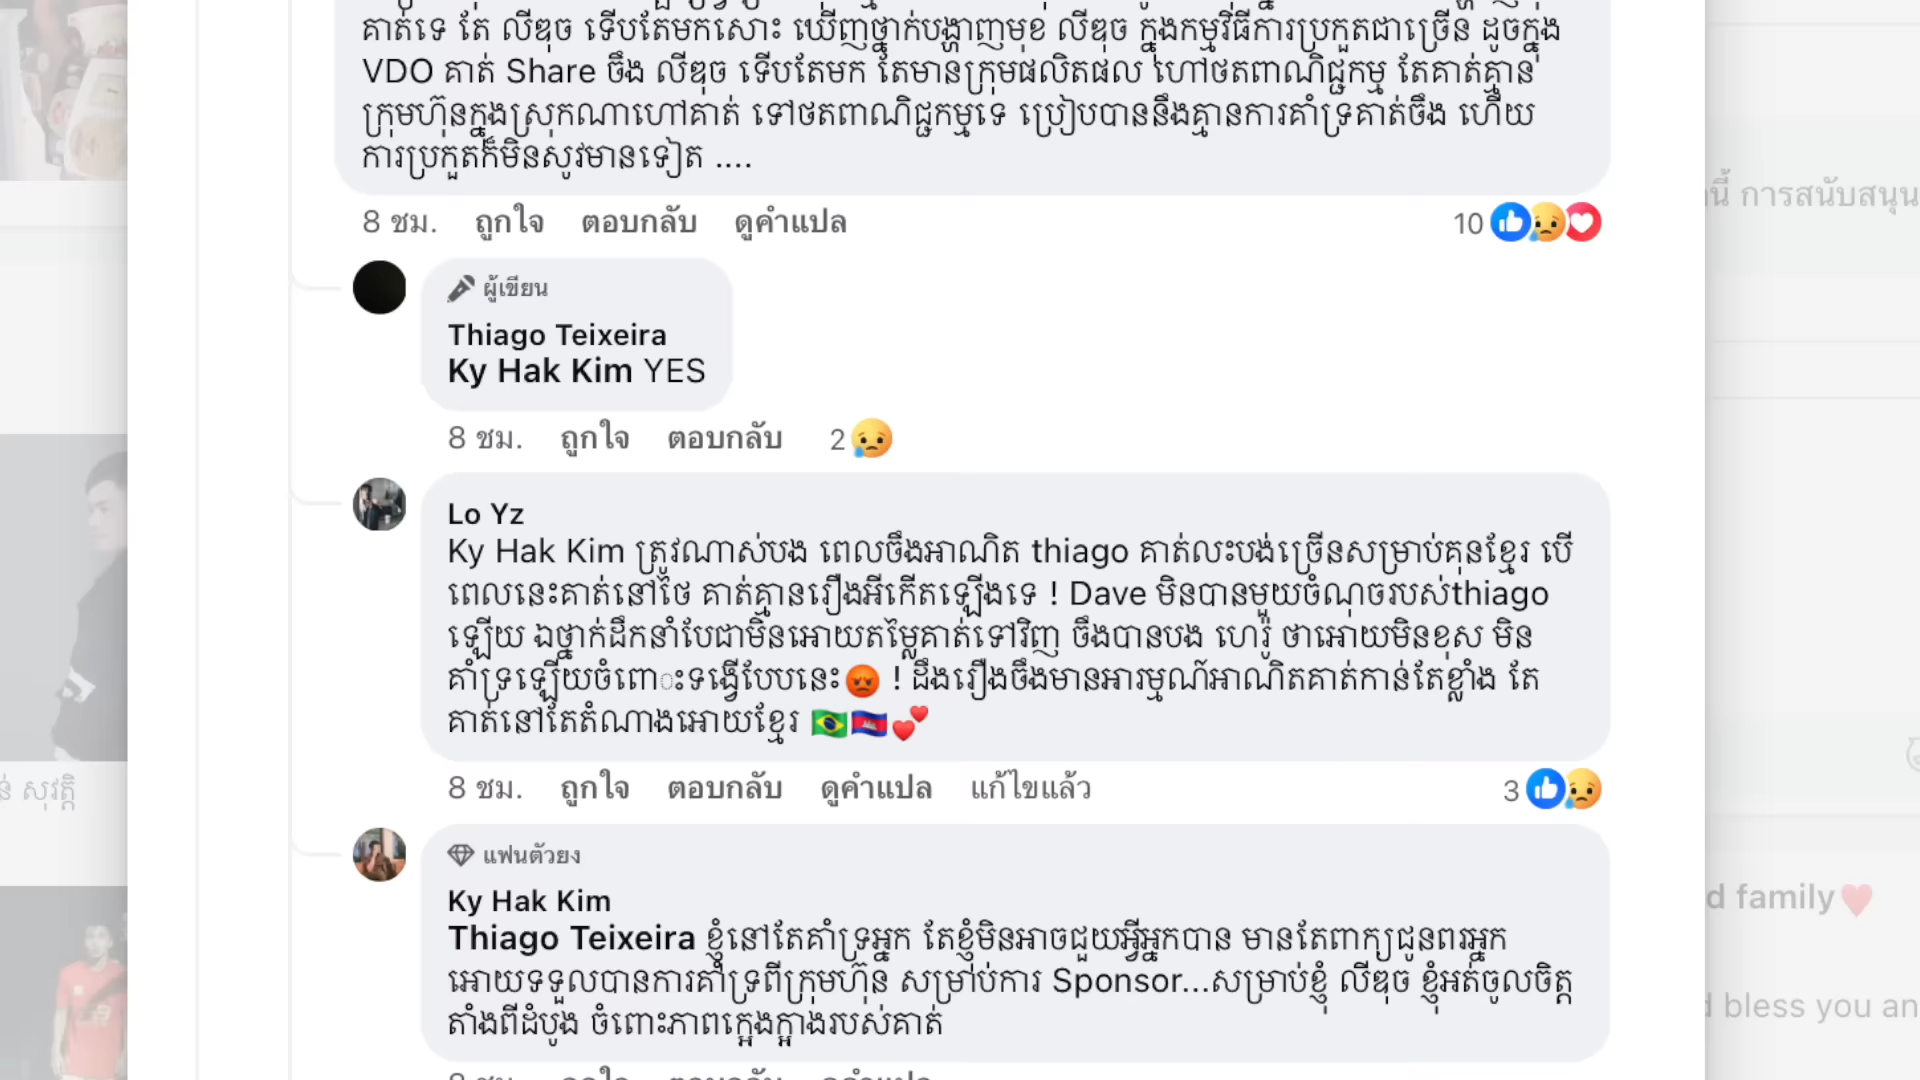 គាត់ទេ តែ លីឌុច ទើបតែមកសោះ ឃើញថ្នាក់បង្ហាញមុខ លីឌុច ក្នុងកម្មវិធីការប្រកួតជាច្រើន ដូចក្នុង
VDO គាត់ Share ចឹង លីឌុច ទើបតែមក តែមានក្រុមផលិតផល ហៅថតពាណិជ្ជកម្ម តែគាត់គ្មាន
ក្រុមហ៊ុនក្នុងស្រុកណាហៅគាត់ ទៅថតពាណិជ្ជកម្មទេ ប្រៀបបាននឹងគ្មានការគាំទ្រគាត់ចឹង ហើយ
ការប្រកួតក៏មិនសូវមានទៀត ....
8 ชม. ถูกใจ ตอบกลับ ดูคำแปล 10
ผู้เขียน
Thiago Teixeira
Ky Hak Kim YES
8 ชม. ถูกใจ ตอบกลับ 2
Lo Yz
Ky Hak Kim ត្រូវណាស់បង ពេលចឹងអាណិត thiago គាត់លះបង់ច្រើនសម្រាប់គុនខ្មែរ បើ
ពេលនេះគាត់នៅថៃ គាត់គ្មានរឿងអីកើតឡើងទេ ! Dave មិនបានមួយចំណុចរបស់thiago
ឡើយ ឯថ្នាក់ដឹកនាំបែជាមិនអោយតម្លៃគាត់ទៅវិញ ចឹងបានបង ហេរ៉ូ ថាអោយមិនខុស មិន
គាំទ្រឡើយចំពោះទង្វើបែបនេះ😡 ! ដឹងរឿងចឹងមានអារម្មណ៍អាណិតគាត់កាន់តែខ្លាំង តែ
គាត់នៅតែតំណាងអោយខ្មែរ 🇧🇷🇰🇭💕
8 ชม. ถูกใจ ตอบกลับ ดูคำแปล แก้ไขแล้ว 3
แฟนตัวยง
Ky Hak Kim
Thiago Teixeira ខ្ញុំនៅតែគាំទ្រអ្នក តែខ្ញុំមិនអាចជួយអ្វីអ្នកបាន មានតែពាក្យជូនពរអ្នក
អោយទទួលបានការគាំទ្រពីក្រុមហ៊ុន សម្រាប់ការ Sponsor...សម្រាប់ខ្ញុំ លីឌុច ខ្ញុំអត់ចូលចិត្ត
តាំងពីដំបូង ចំពោះភាពក្អេងក្អាងរបស់គាត់
การสนับสนุน
សុវត្តិ
family❤️
bless you an